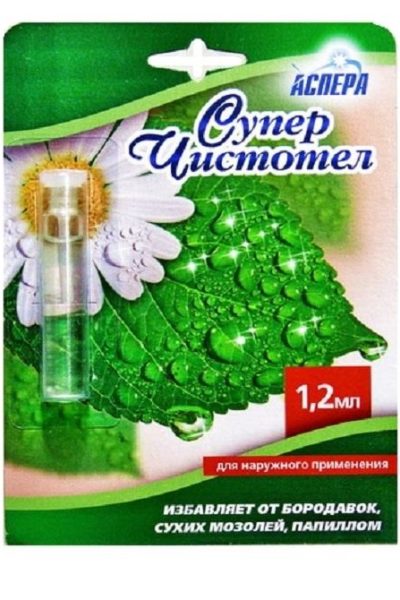 АСПЕРА
Супер
Чистотел
1,2мл
для наружного применения
ИЗБАВЛЯЕТ ОТ БОРОДАВОК,
СУХИХ МОЗОЛЕЙ, ПАПИЛЛОМ